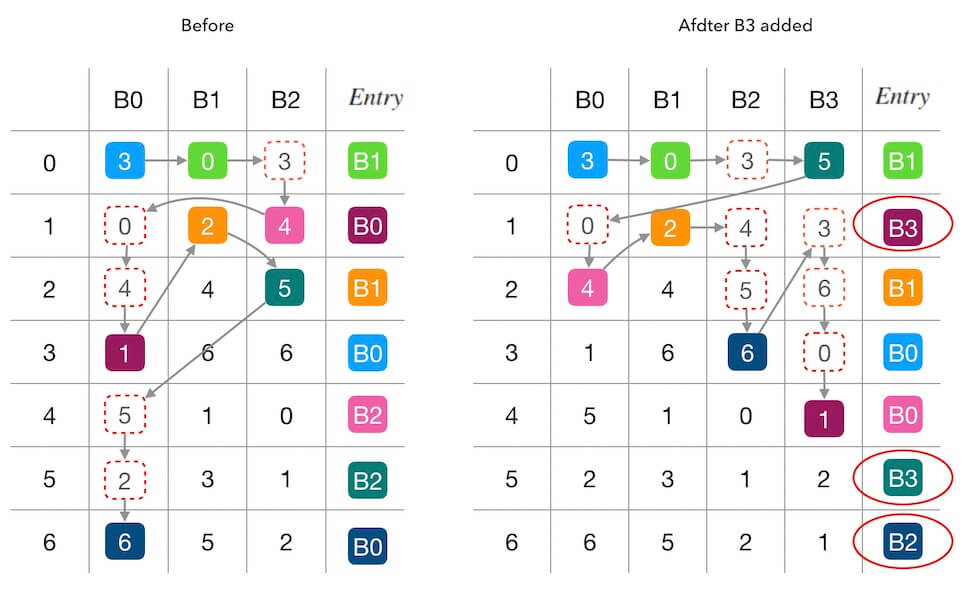 Before
Afdter B3 added
B0 B1 B2 Entry
0 3 0 3 B1
1 0 2 4 B0
2 4 4 5 B1
3 1 6 6 B0
4 5 1 0 B2
5 2 3 1 B2
6 6 5 2 B0
B0 B1 B2 B3 Entry
0 3 0 3 5 B1
1 0 2 4 3 B3
2 4 4 5 6 B1
3 1 6 6 0 B0
4 5 1 0 1 B0
5 2 3 1 2 B3
6 6 5 2 1 B2